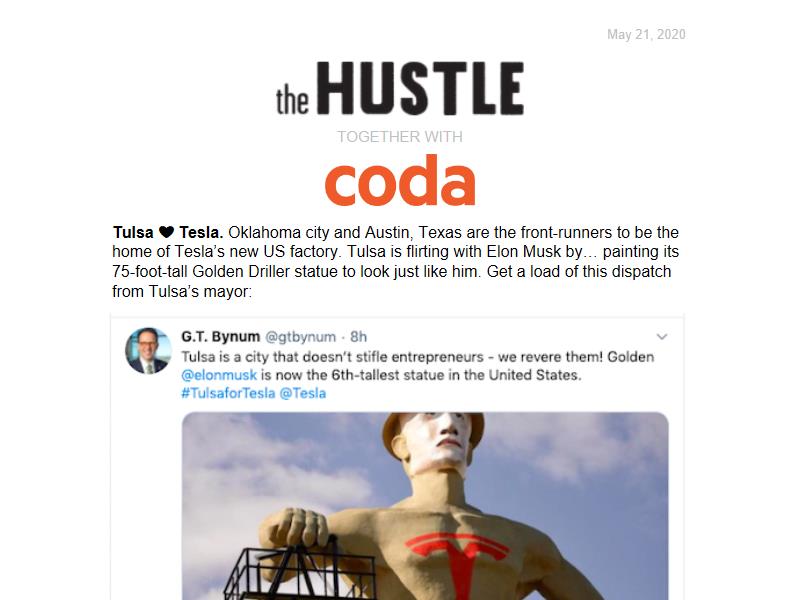 May 21, 2020
the HUSTLE
TOGETHER WITH
coda
Tulsa ❤ Tesla. Oklahoma city and Austin, Texas are the front-runners to be the
home of Tesla’s new US factory. Tulsa is flirting with Elon Musk by… painting its
75-foot-tall Golden Driller statue to look just like him. Get a load of this dispatch
from Tulsa’s mayor:
G.T. Bynum @gtbynum · 8h
Tulsa is a city that doesn't stifle entrepreneurs - we revere them! Golden
@elonmusk is now the 6th-tallest statue in the United States.
#TulsaforTesla @Tesla